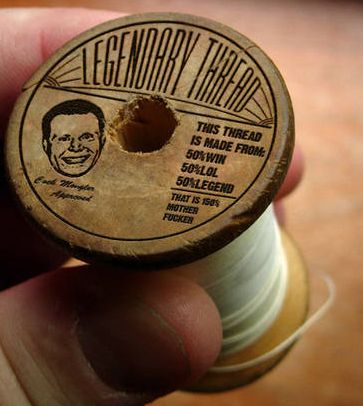 LEGENDARY THREAD
THIS THREAD
IS MADE FROM:
50%WIN
50%LOL
50%LEGEND
THAT IS 150%
MOTHER
FUCKER
Approved